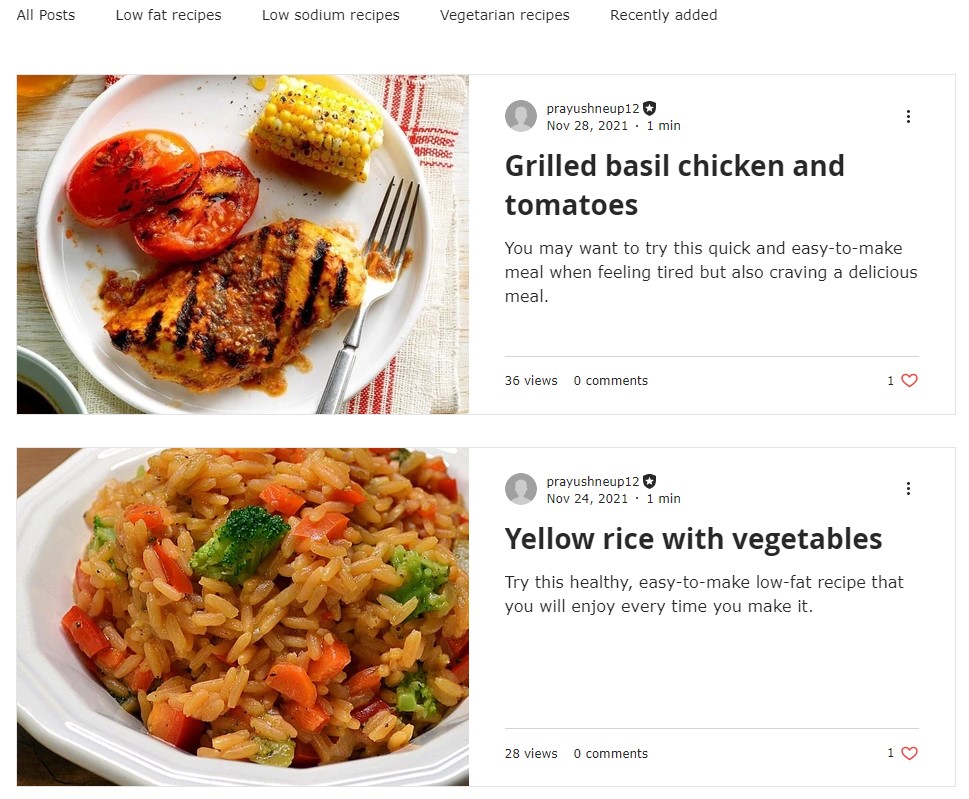 All Posts Low fat recipes Low sodium recipes Vegetarian recipes Recently added
prayushneup12
Nov 28, 2021 · 1 min
Grilled basil chicken and
tomatoes
You may want to try this quick and easy-to-make
meal when feeling tired but also craving a delicious
meal.
36 views 0 comments 1
prayushneup12
Nov 24, 2021 · 1 min
Yellow rice with vegetables
Try this healthy, easy-to-make low-fat recipe that
you will enjoy every time you make it.
28 views 0 comments 1